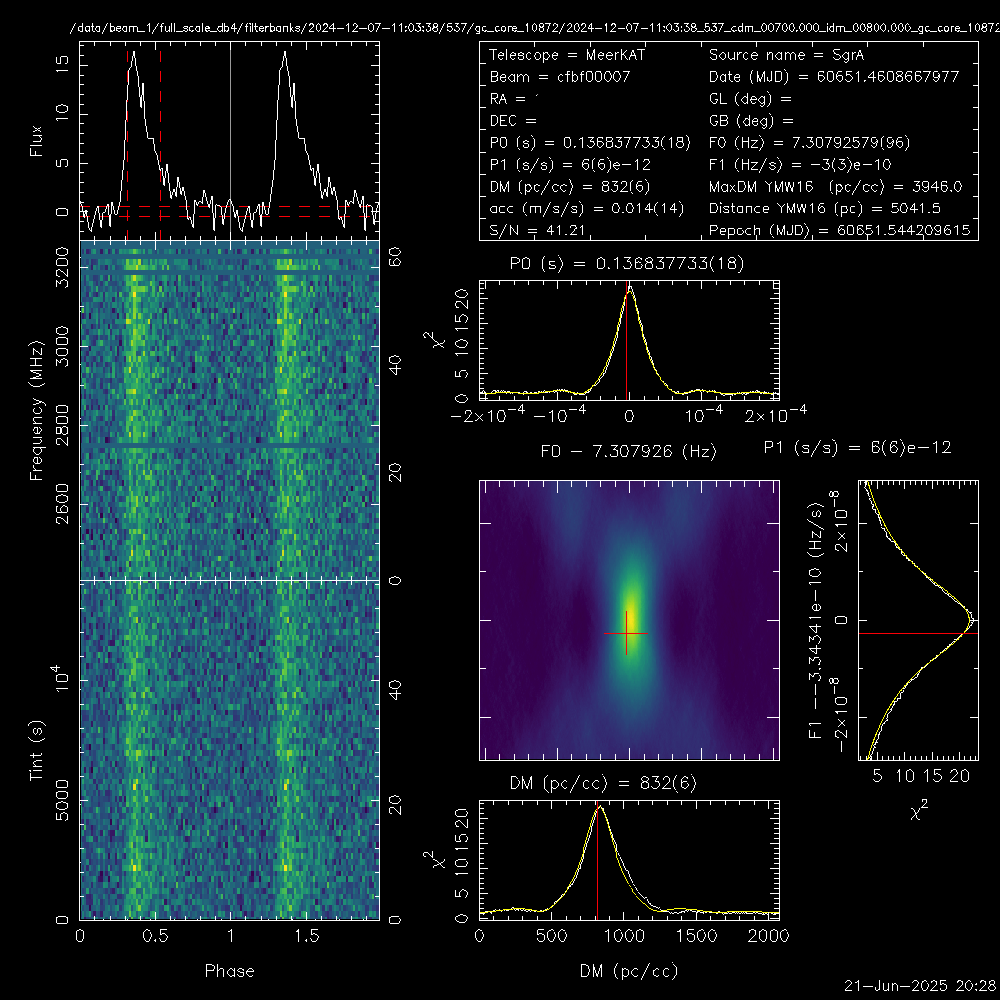 /data/beam_1/full_scale_db4/filterbanks/2024-12-07-11:03:38/537/gc_core_10872/2024-12-07-11:03:38_537_cdm_00700.000_idm_00800.000_gc_core_10872
Telescope = MeerKAT Source name = SgrA
Beam = cfbf00007 Date (MJD) = 60651.4608667977
RA = GL (deg) =
DEC = GB (deg) =
P0 (s) = 0.136837733(18) F0 (Hz) = 7.30792579(96)
P1 (s/s) = 6(6)e−12 F1 (Hz/s) = −3(3)e−10
DM (pc/cc) = 832(6) MaxDM YMW16 (pc/cc) = 3946.0
acc (m/s/s) = 0.014(14) Distance YMW16 (pc) = 5041.5
S/N = 41.21 Pepoch (MJD) = 60651.544209615
Flux
0 5 10 15
Frequency (MHz)
2600 2800 3000 3200
0 20 40 60
Tint (s)
0 5000 10⁴
0 20 40
0 0.5 1 1.5
Phase
P0 (s) = 0.136837733(18)
χ²
0 5 10 15 20
−2×10⁻⁴ −10⁻⁴ 0 10⁻⁴ 2×10⁻⁴
F0 − 7.307926 (Hz)
P1 (s/s) = 6(6)e−12
F1 −−3.34341e−10 (Hz/s)
−2×10⁻⁸ 0 2×10⁻⁸
5 10 15 20
χ²
DM (pc/cc) = 832(6)
χ²
0 5 10 15 20
0 500 1000 1500 2000
DM (pc/cc)
21−Jun−2025 20:28